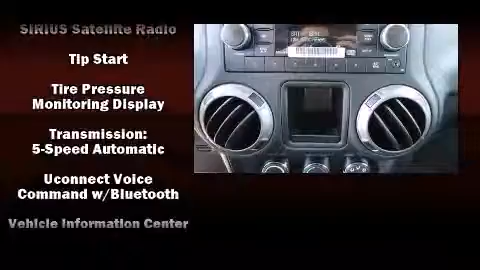 SIRIUS Satellite Radio
Tip Start
Tire Pressure
Monitoring Display
Transmission:
5-Speed Automatic
Uconnect Voice
Command w/Bluetooth
Vehicle Information Center